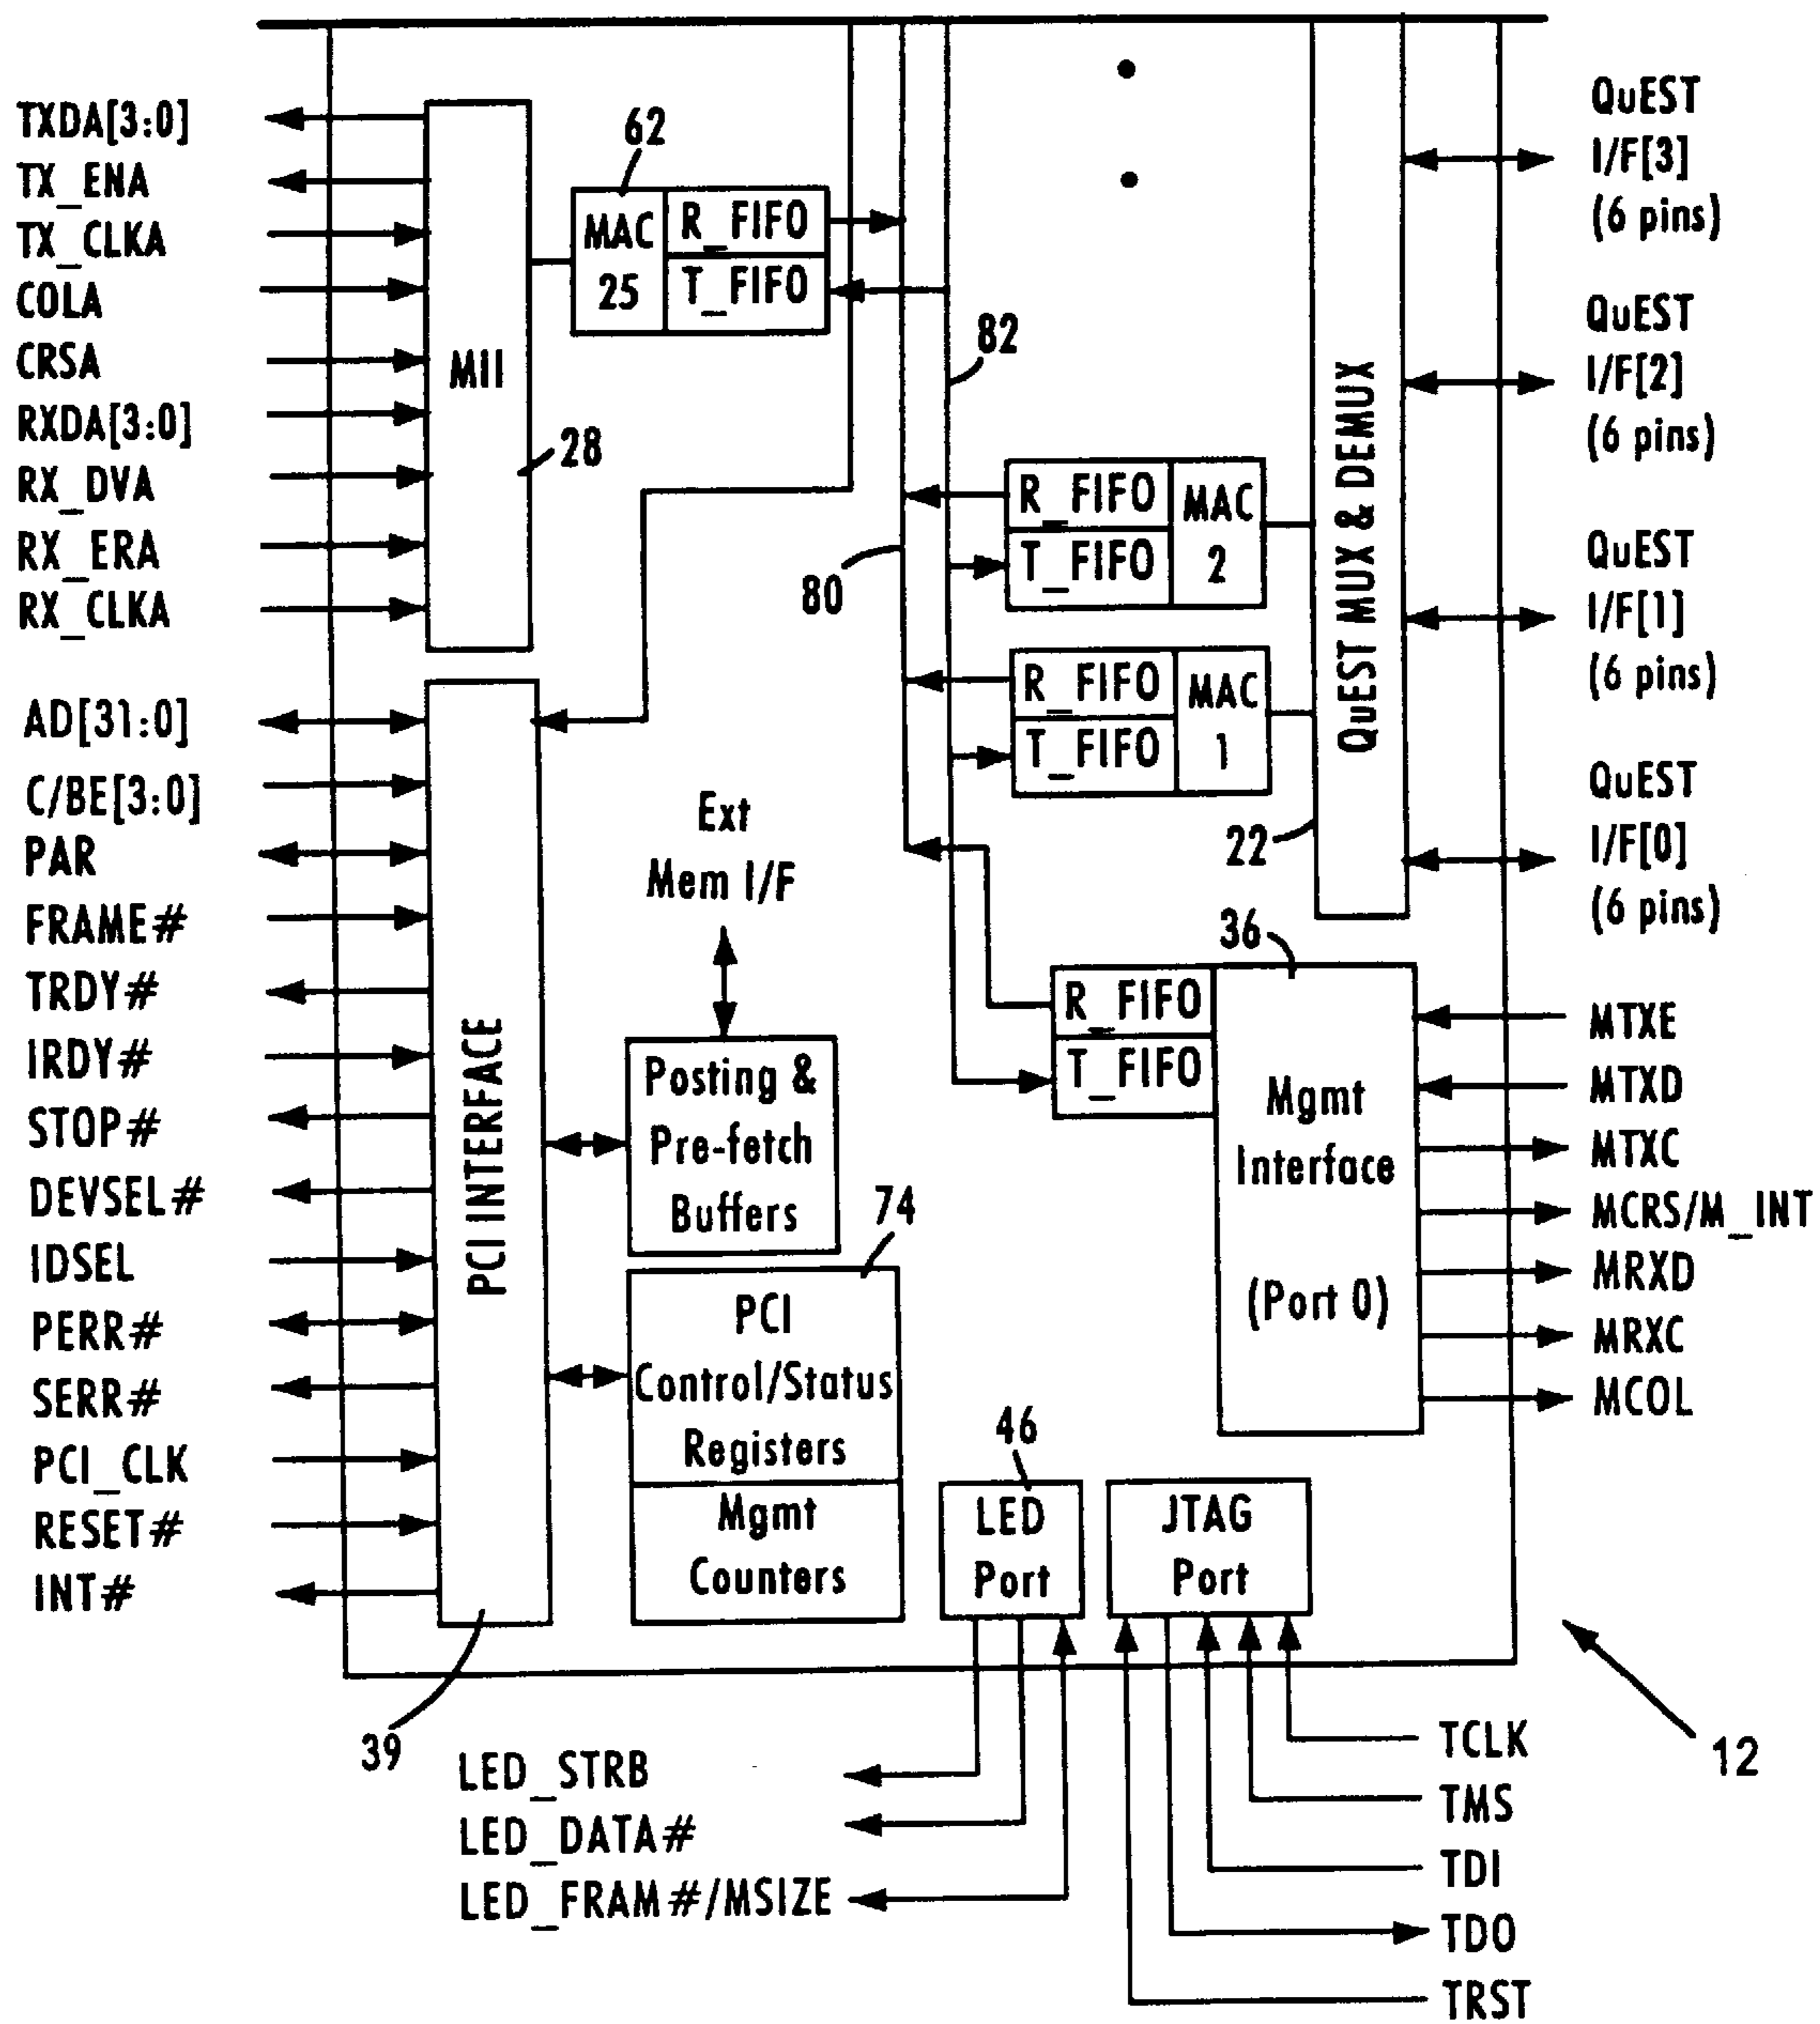 TXDA[3:0]
TX_ENA
TX_CLKA
COLA
CRSA
RXDA[3:0]
RX_DVA
RX_ERA
RX_CLKA
MII
28
62
MAC
25
R_FIFO
T_FIFO
82
80
R_FIFO
T_FIFO
MAC
2
R_FIFO
T_FIFO
MAC
1
QuEST MUX & DEMUX
22
QuEST
I/F[3]
(6 pins)
QuEST
I/F[2]
(6 pins)
QuEST
I/F[1]
(6 pins)
QuEST
I/F[0]
(6 pins)
AD[31:0]
C/BE[3:0]
PAR
FRAME#
TRDY#
IRDY#
STOP#
DEVSEL#
IDSEL
PERR#
SERR#
PCI_CLK
RESET#
INT#
PCI INTERFACE
39
Ext
Mem I/F
Posting &
Pre-fetch
Buffers
74
PCI
Control/Status
Registers
Mgmt
Counters
36
R_FIFO
T_FIFO
Mgmt
Interface
(Port 0)
MTXE
MTXD
MTXC
MCRS/M_INT
MRXD
MRXC
MCOL
46
LED
Port
JTAG
Port
LED_STRB
LED_DATA#
LED_FRAM#/MSIZE
TCLK
TMS
TDI
TDO
TRST
12